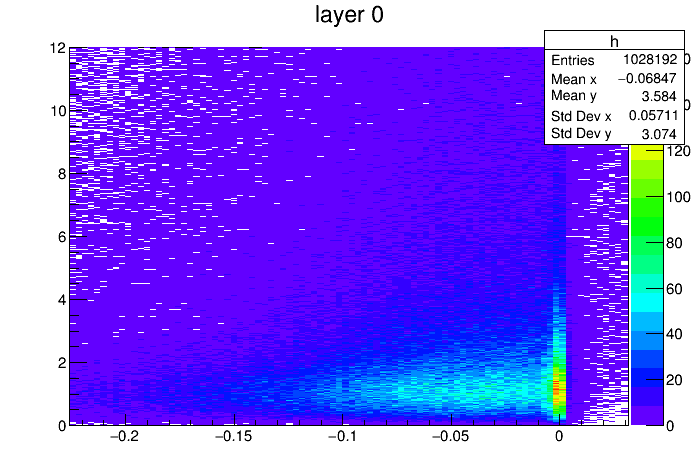 layer 0
h
Entries 1028192
Mean x −0.06847
Mean y 3.584
Std Dev x 0.05711
Std Dev y 3.074
12
10
8
6
4
2
0
120
100
80
60
40
20
0
−0.2 −0.15 −0.1 −0.05 0